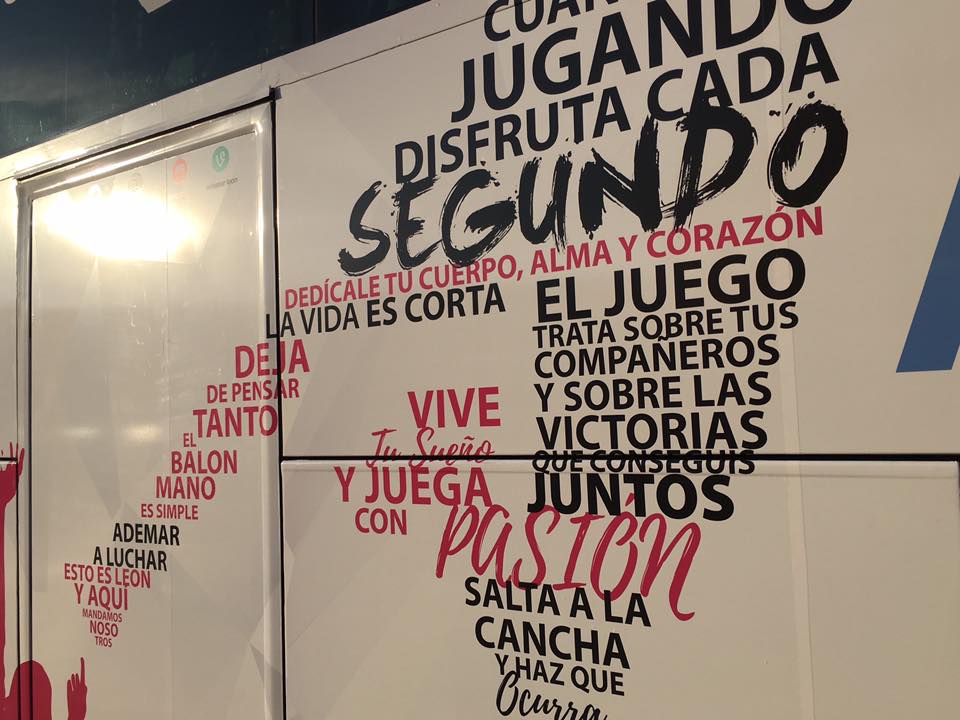 JUGANDO
DISFRUTA CADA
SEGUNDO
DEDÍCALE TU CUERPO, ALMA Y CORAZÓN
LA VIDA ES CORTA
DEJA
DE PENSAR
TANTO
EL
BALON
MANO
ES SIMPLE
ADEMAR
A LUCHAR
ESTO ES LEON
Y AQUÍ
MANDAMOS
NOSO
TROS
VIVE
Tu Sueño
Y JUEGA
CON
PASIÓN
EL JUEGO
TRATA SOBRE TUS
COMPAÑEROS
Y SOBRE LAS
VICTORIAS
QUE CONSEGUIS
JUNTOS
SALTA A LA
CANCHA
Y HAZ QUE
Ocurra